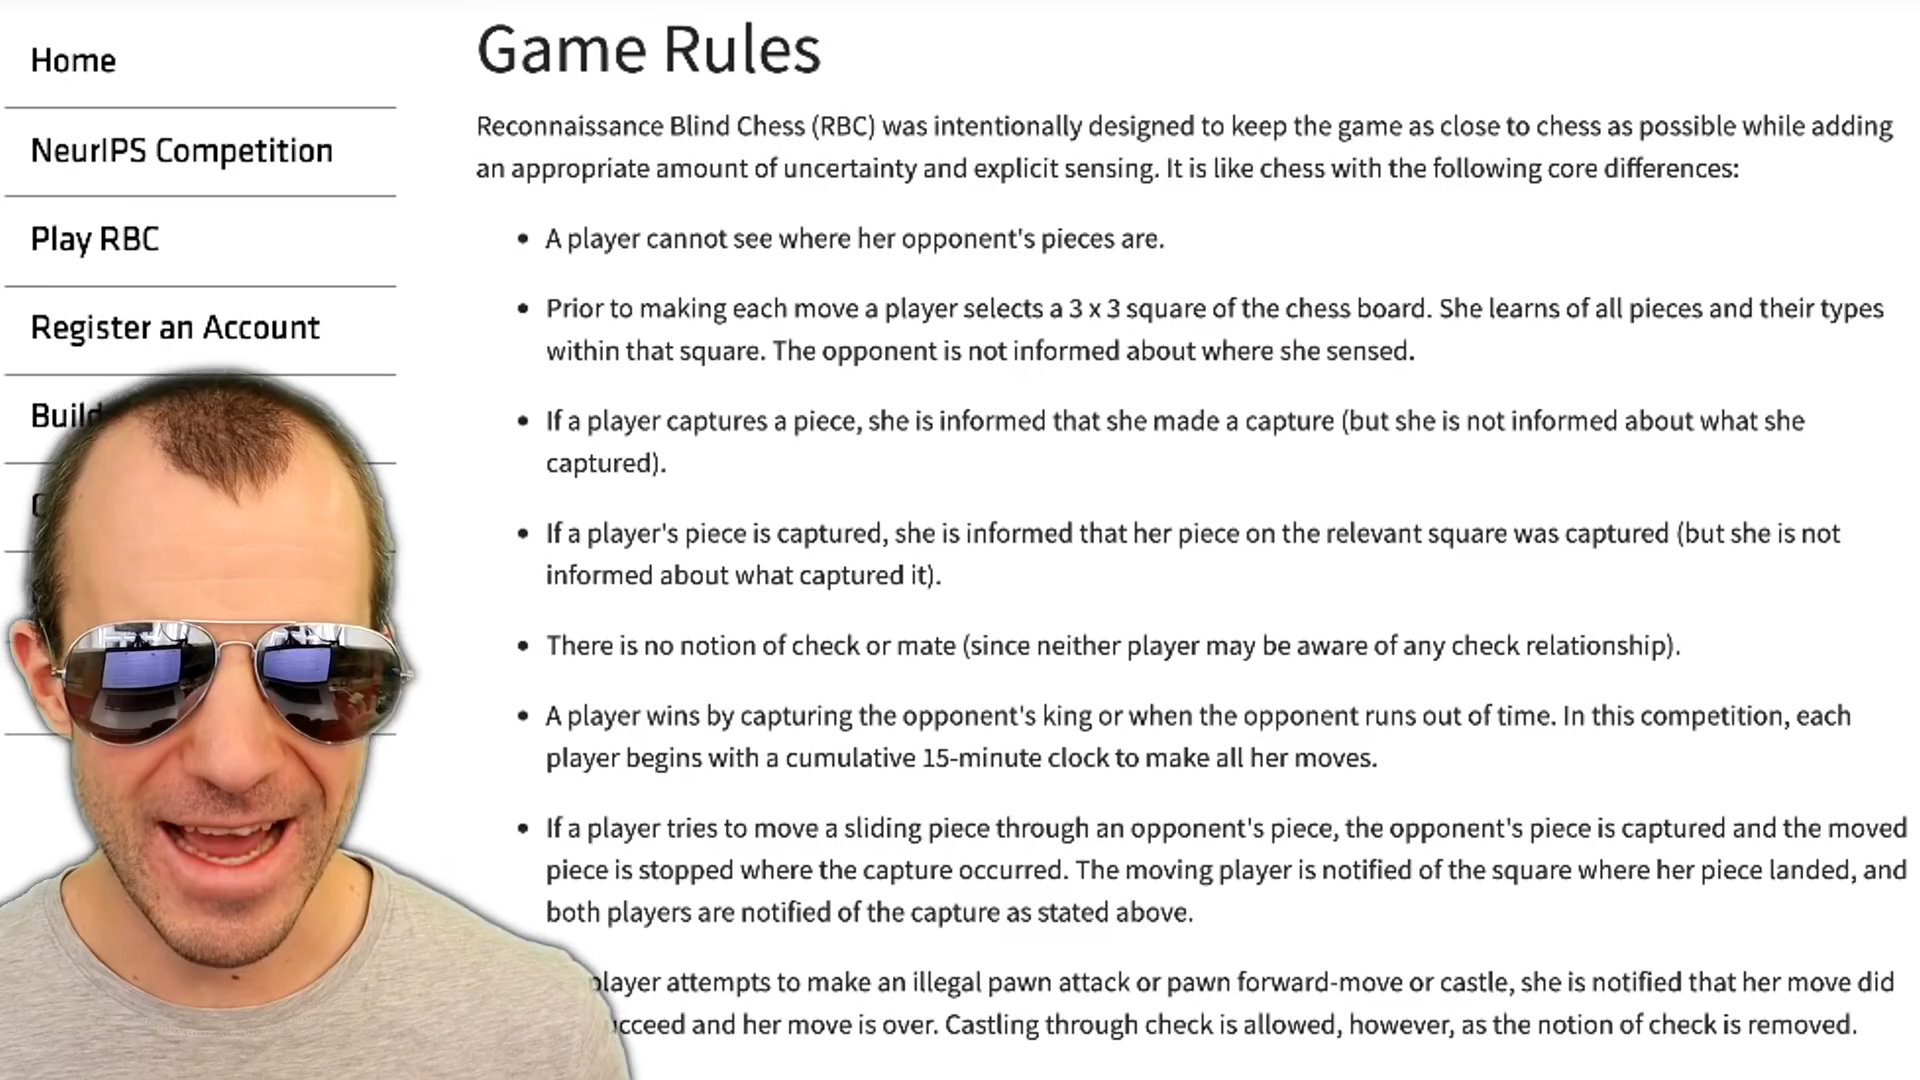 Home
NeurIPS Competition
Play RBC
Register an Account
Build
Game Rules
Reconnaissance Blind Chess (RBC) was intentionally designed to keep the game as close to chess as possible while adding
an appropriate amount of uncertainty and explicit sensing. It is like chess with the following core differences:
• A player cannot see where her opponent's pieces are.
• Prior to making each move a player selects a 3 x 3 square of the chess board. She learns of all pieces and their types
within that square. The opponent is not informed about where she sensed.
• If a player captures a piece, she is informed that she made a capture (but she is not informed about what she
captured).
• If a player's piece is captured, she is informed that her piece on the relevant square was captured (but she is not
informed about what captured it).
• There is no notion of check or mate (since neither player may be aware of any check relationship).
• A player wins by capturing the opponent's king or when the opponent runs out of time. In this competition, each
player begins with a cumulative 15-minute clock to make all her moves.
• If a player tries to move a sliding piece through an opponent's piece, the opponent's piece is captured and the moved
piece is stopped where the capture occurred. The moving player is notified of the square where her piece landed, and
both players are notified of the capture as stated above.
player attempts to make an illegal pawn attack or pawn forward-move or castle, she is notified that her move did
cceed and her move is over. Castling through check is allowed, however, as the notion of check is removed.